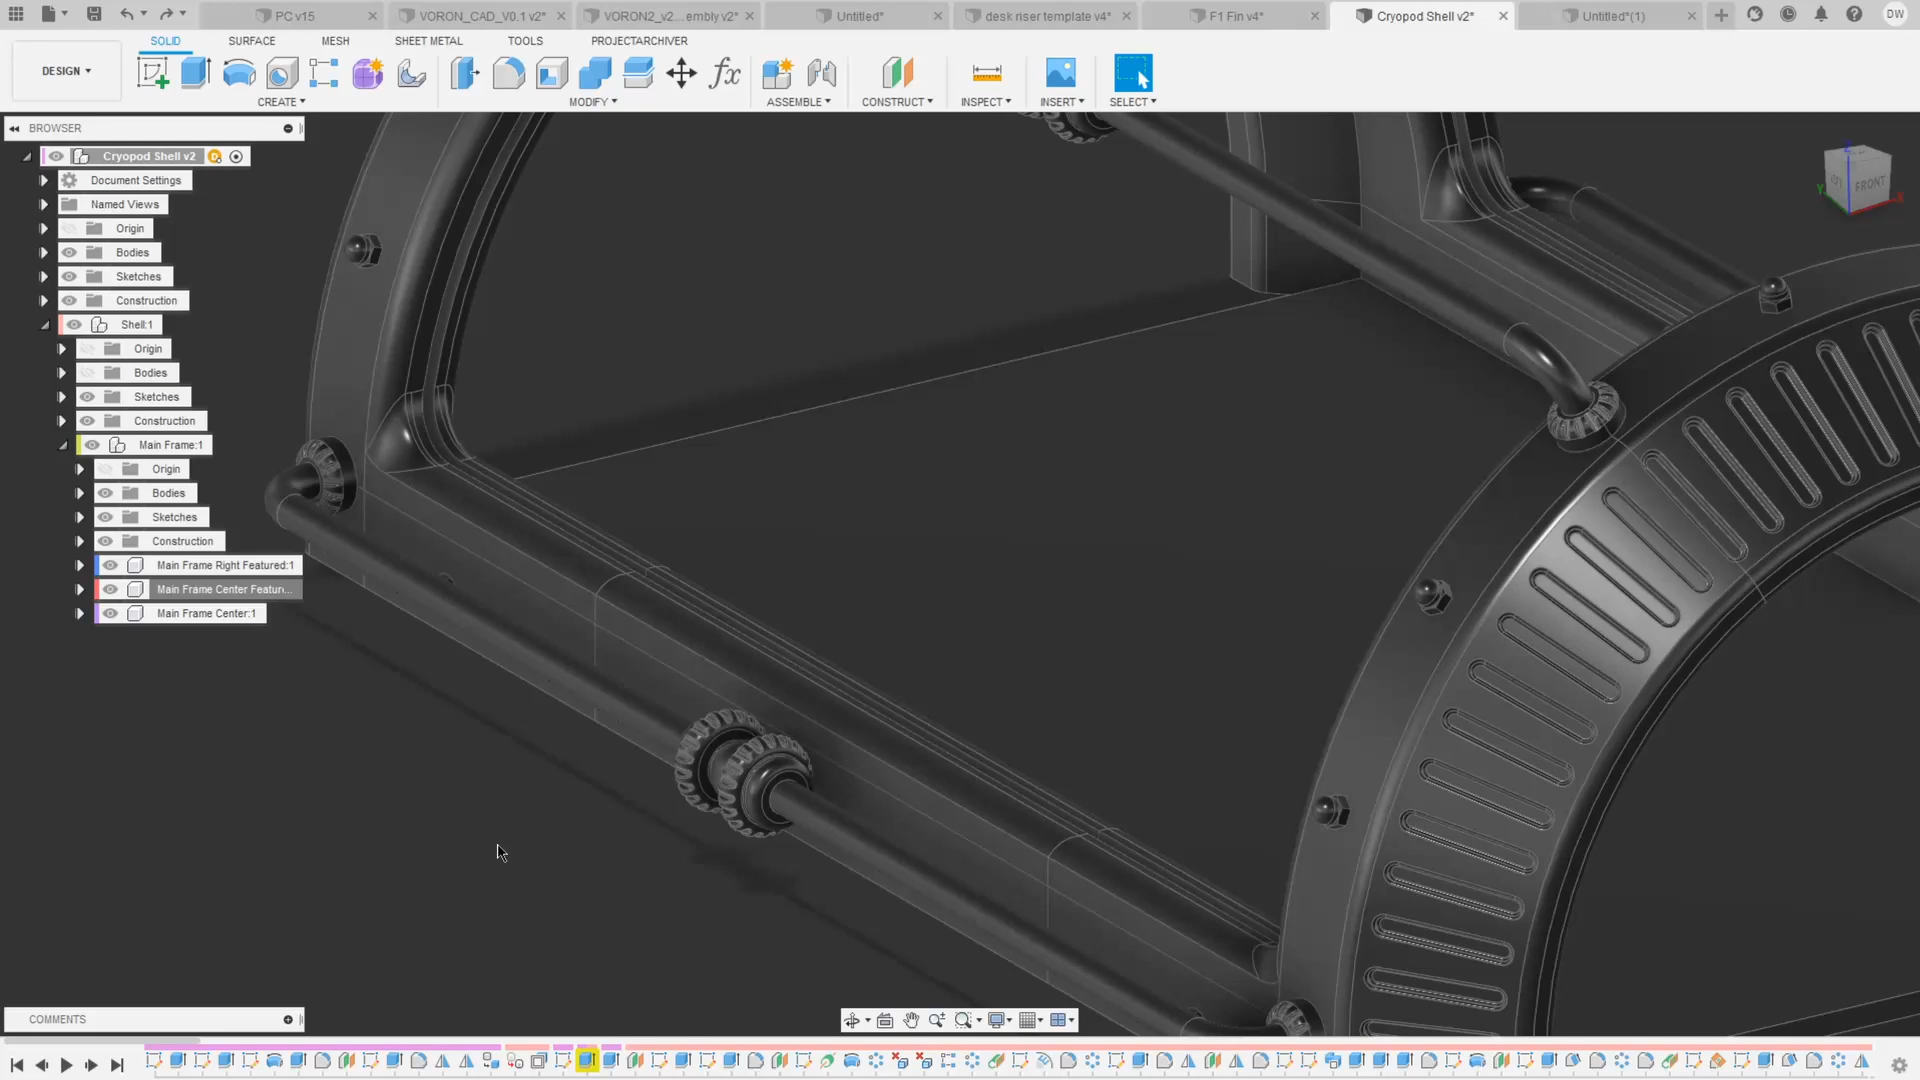 PC v15
VORON_CAD_V0.1 v2*
VORON2_v2... embly v2*
Untitled*
desk riser template v4*
F1 Fin v4*
Cryopod Shell v2*
Untitled*(1)
DW
SOLID
SURFACE
MESH
SHEET METAL
TOOLS
PROJECTARCHIVER
DESIGN
CREATE
MODIFY
ASSEMBLE
CONSTRUCT
INSPECT
INSERT
SELECT
BROWSER
Cryopod Shell v2
Document Settings
Named Views
Origin
Bodies
Sketches
Construction
Shell:1
Origin
Bodies
Sketches
Construction
Main Frame:1
Origin
Bodies
Sketches
Construction
Main Frame Right Featured:1
Main Frame Center Featur...
Main Frame Center:1
Z
FRONT
Y
X
COMMENTS